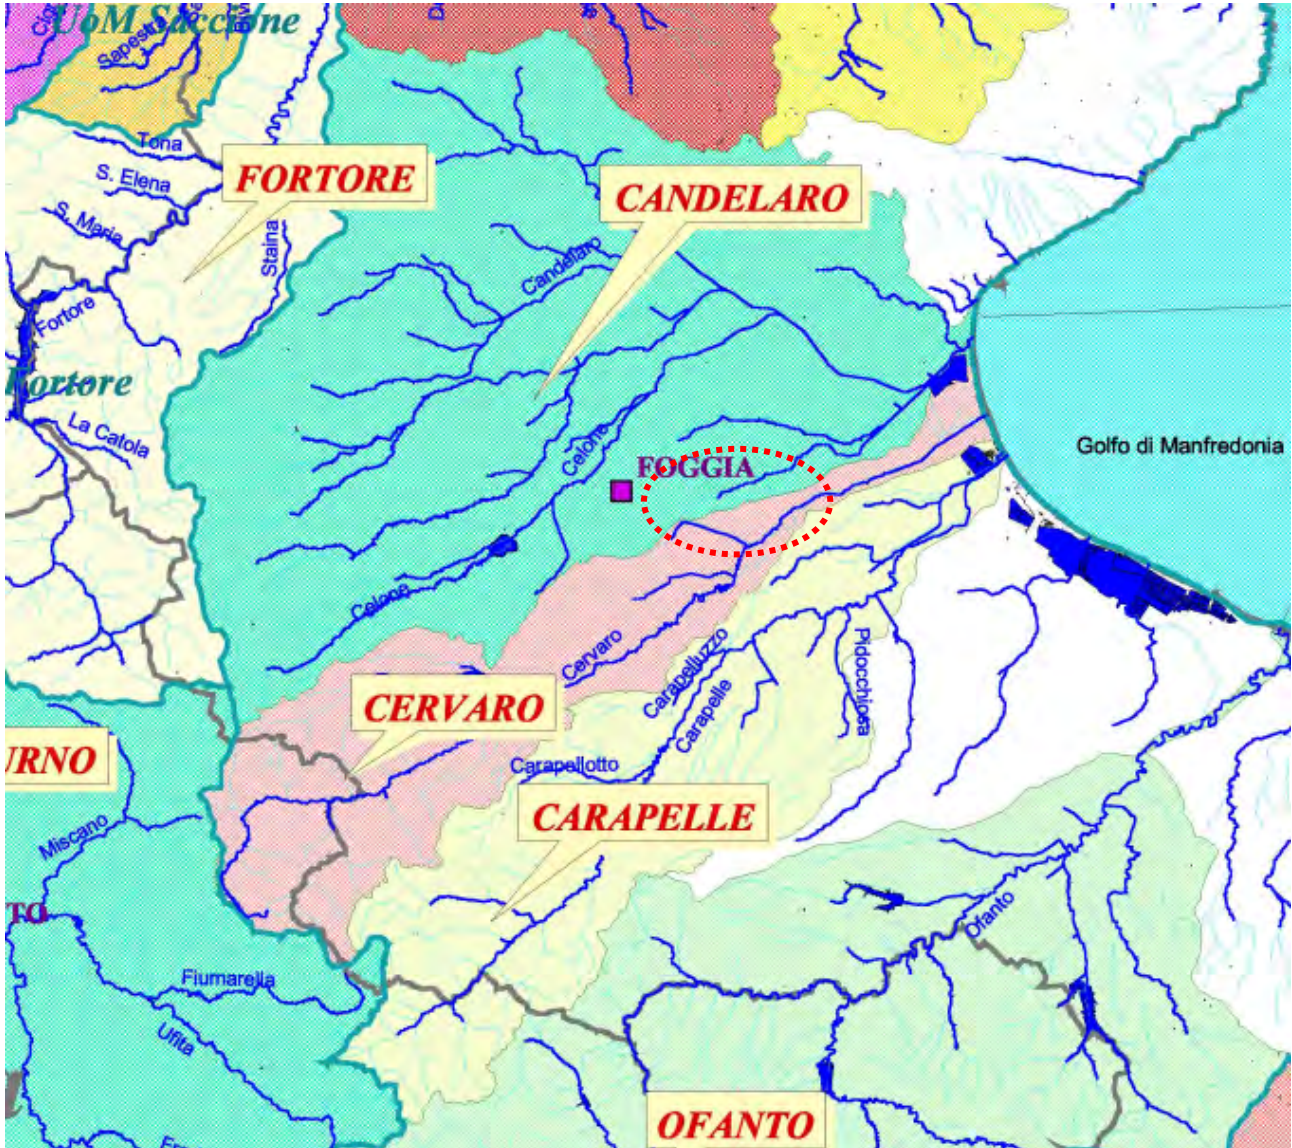 UoM Saccione
Sapestra
Tona
S. Elena
S. Maria
Staina
FORTORE
CANDELARO
Candelaro
Fortore
Fortore
La Catola
Celone
FOGGIA
Golfo di Manfredonia
Celone
Cervaro
Carapelluzzo
Carapelle
Pidocchiosa
CERVARO
URNO
Carapellotto
CARAPELLE
Miscano
TO
Ofanto
Fiumarella
Ufita
OFANTO